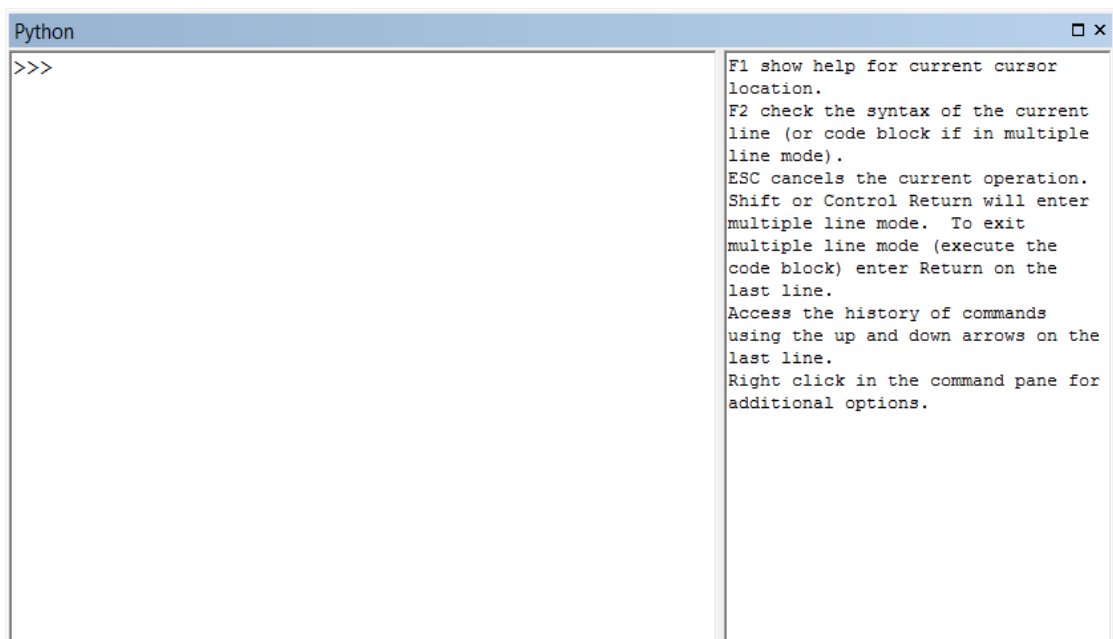 Python
>>>
F1 show help for current cursor
location.
F2 check the syntax of the current
line (or code block if in multiple
line mode).
ESC cancels the current operation.
Shift or Control Return will enter
multiple line mode.  To exit
multiple line mode (execute the
code block) enter Return on the
last line.
Access the history of commands
using the up and down arrows on the
last line.
Right click in the command pane for
additional options.